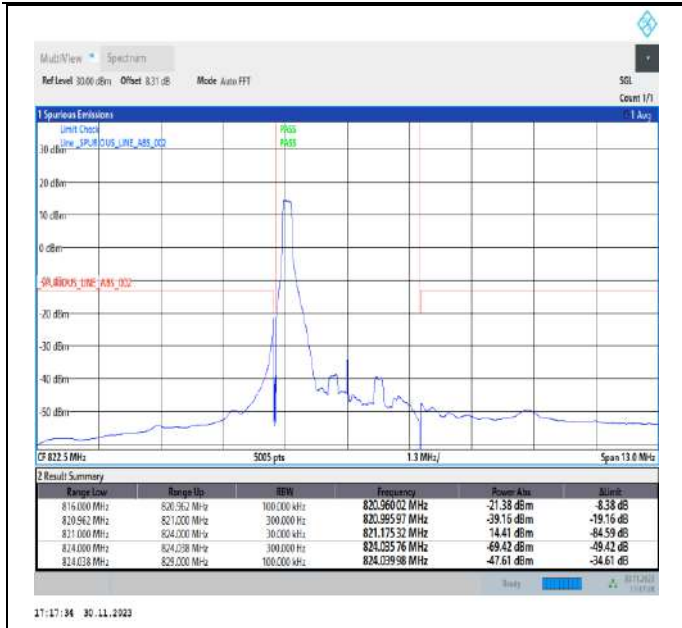 MultiView Spectrum
Ref Level 30.00 dBm Offset 8.31 dB Mode Auto FFT SGL
Count 1/1
1 Spurious Emissions 1 Avg
Limit Check PASS
Line _SPURIOUS_LINE_ABS_002 PASS
30 dBm
20 dBm
10 dBm
0 dBm
SPURIOUS_LINE_ABS_002
-20 dBm
-30 dBm
-40 dBm
-50 dBm
CF 822.5 MHz 5005 pts 1.3 MHz/ Span 13.0 MHz
2 Result Summary
Range Low Range Up RBW Frequency Power Abs ΔLimit
816.000 MHz 820.962 MHz 100.000 kHz 820.96002 MHz -21.38 dBm -8.38 dB
820.962 MHz 821.000 MHz 300.000 Hz 820.99597 MHz -39.16 dBm -19.16 dB
821.000 MHz 824.000 MHz 30.000 kHz 821.17532 MHz 14.41 dBm -84.59 dB
824.000 MHz 824.038 MHz 300.000 Hz 824.03576 MHz -69.42 dBm -49.42 dB
824.038 MHz 829.000 MHz 100.000 kHz 824.03998 MHz -47.61 dBm -34.61 dB
Ready
17:17:34 30.11.2023